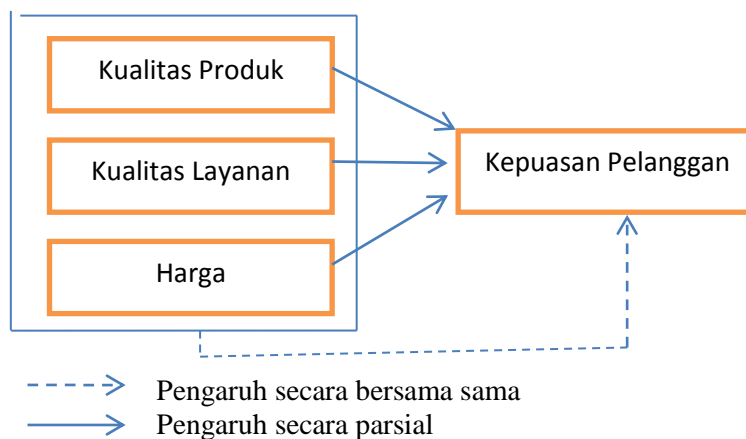 Kualitas Produk
Kualitas Layanan
Kepuasan Pelanggan
Harga
Pengaruh secara bersama sama
Pengaruh secara parsial